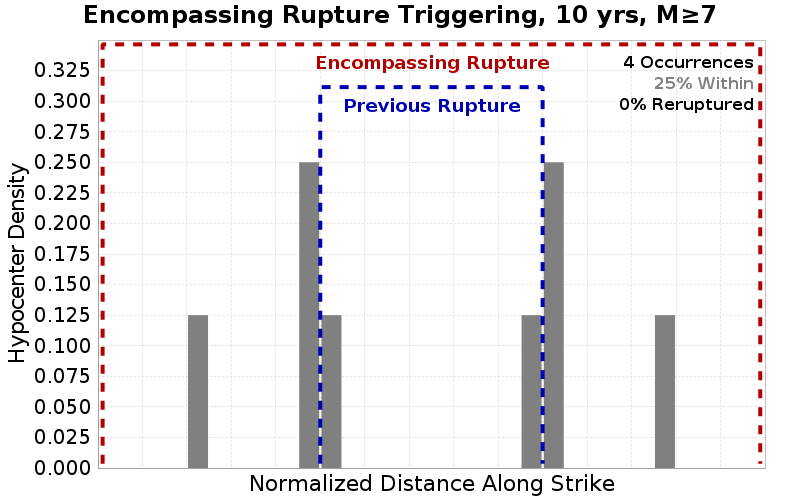 Encompassing Rupture Triggering, 10 yrs, M≥7
Encompassing Rupture
Previous Rupture
4 Occurrences
25% Within
0% Reruptured
Hypocenter Density
0.325
0.300
0.275
0.250
0.225
0.200
0.175
0.150
0.125
0.100
0.075
0.050
0.025
0.000
Normalized Distance Along Strike